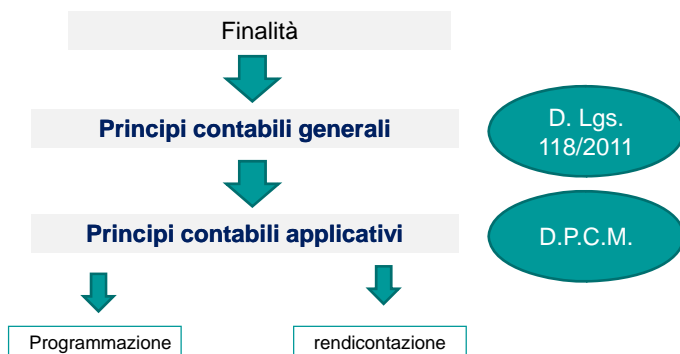 Finalità
Principi contabili generali
D. Lgs.
118/2011
Principi contabili applicativi
D.P.C.M.
Programmazione
rendicontazione